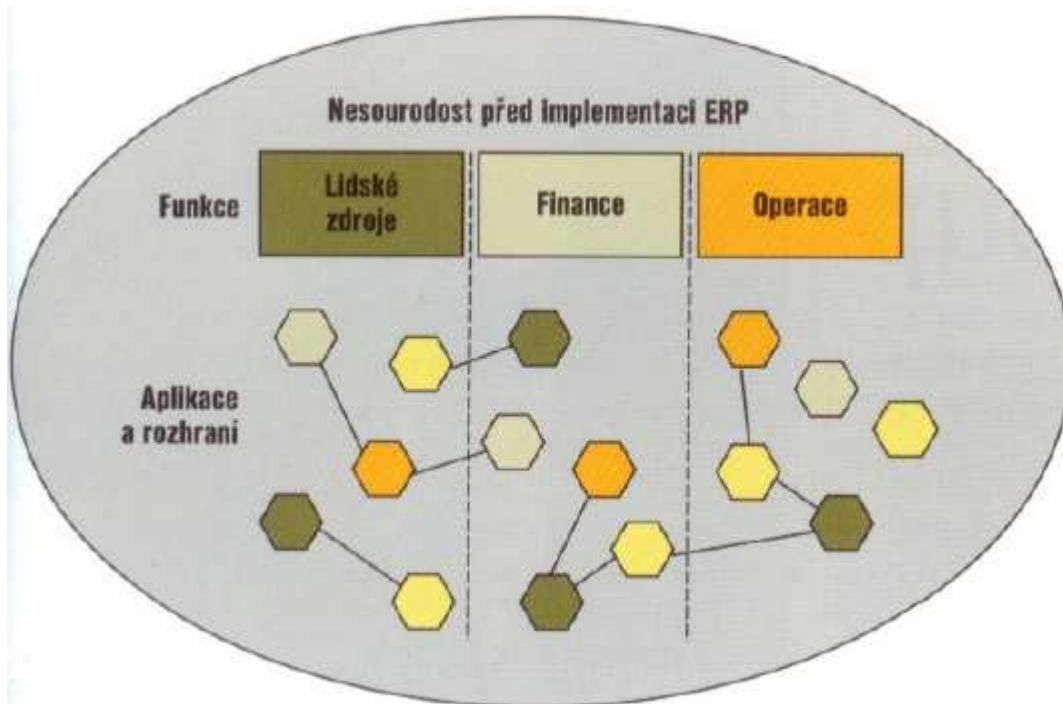 Nesourodost před implementací ERP
Funkce
Lidské
zdroje
Finance
Operace
Aplikace
a rozhraní